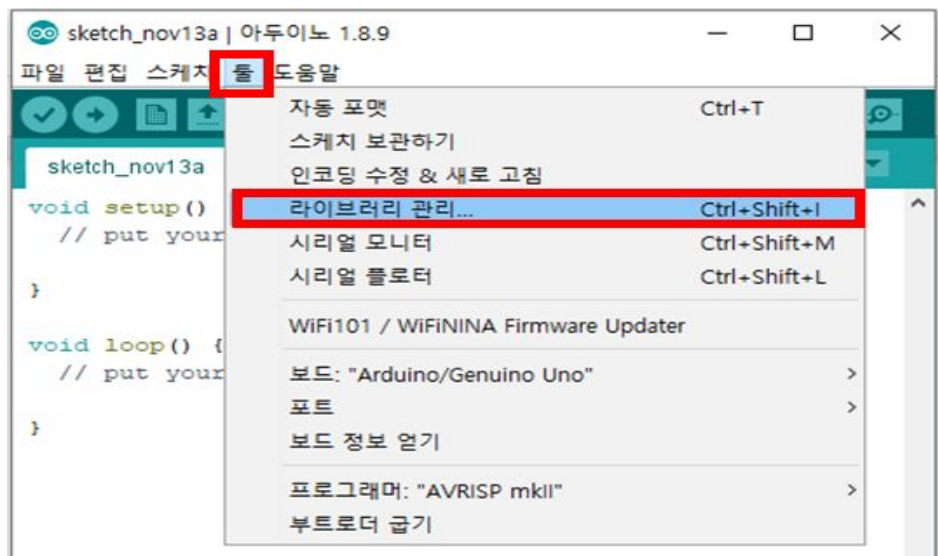 sketch_nov13a | 아두이노 1.8.9
파일 편집 스케치 툴 도움말
sketch_nov13a
자동 포맷 Ctrl+T
스케치 보관하기
인코딩 수정 & 새로 고침
라이브러리 관리... Ctrl+Shift+I
시리얼 모니터 Ctrl+Shift+M
시리얼 플로터 Ctrl+Shift+L
WiFi101 / WiFiNINA Firmware Updater
보드: "Arduino/Genuino Uno"
포트
보드 정보 얻기
프로그래머: "AVRISP mkII"
부트로더 굽기
void setup()
// put your
}
void loop() {
// put your
}